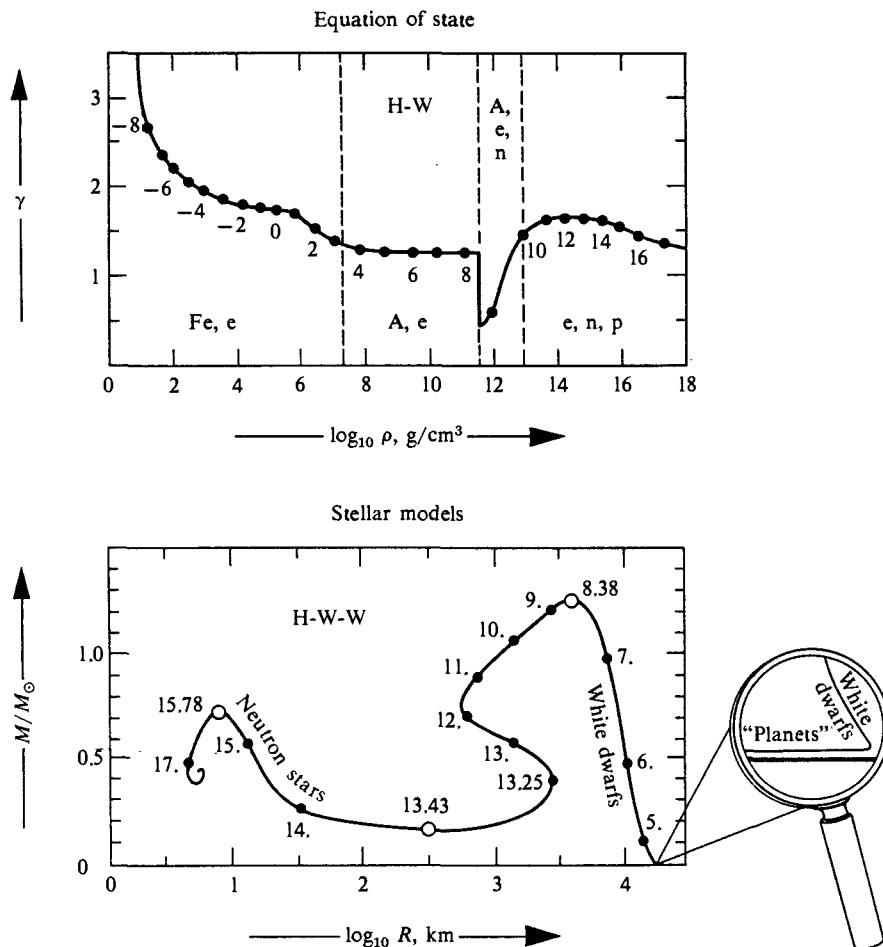 Equation of state
3
2
1
γ
H-W
A,
e,
n
−8
−6
−4
−2
0
2
4
6
8
10
12
14
16
Fe, e
A, e
e, n, p
0 2 4 6 8 10 12 14 16 18
log₁₀ ρ, g/cm³
Stellar models
1.0
0.5
0
M/M☉
H-W-W
15.78
17.
15.
Neutron stars
14.
13.43
13.25
13.
12.
11.
10.
9.
8.38
7.
6.
5.
White dwarfs
0 1 2 3 4
log₁₀ R, km
"Planets"
White
dwarfs